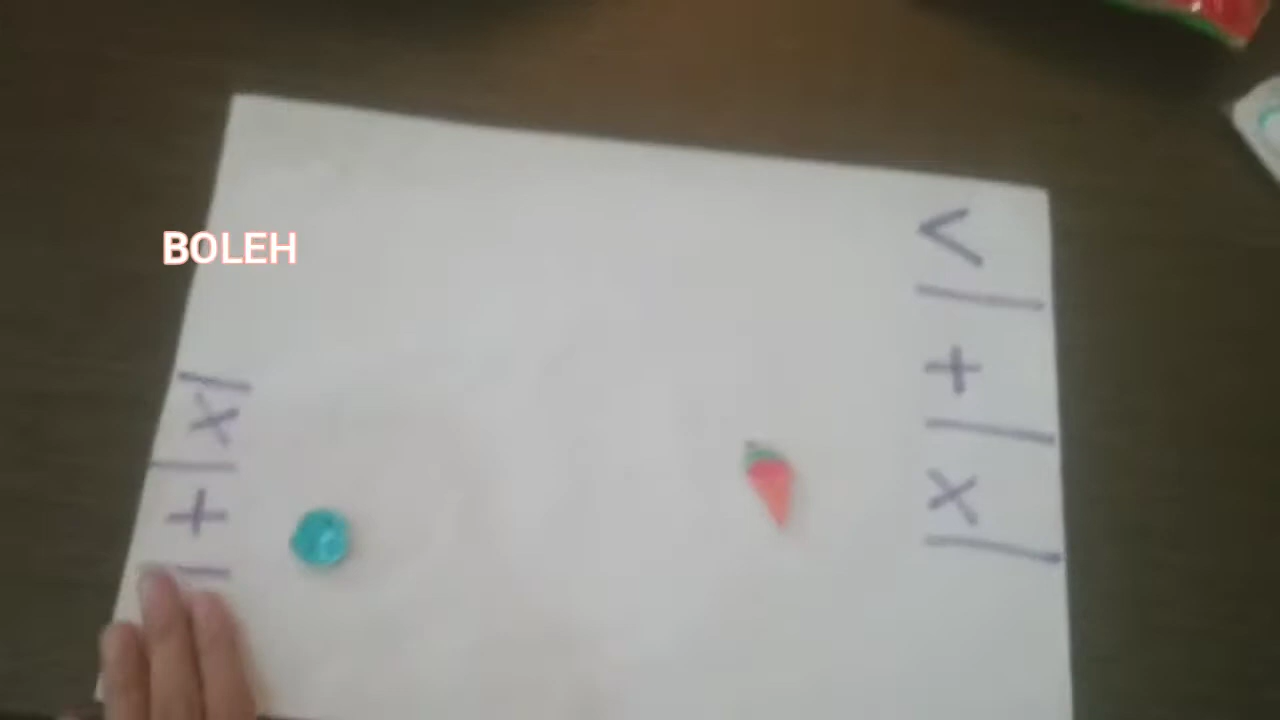 BOLEH
V | + | X |
| X | + |